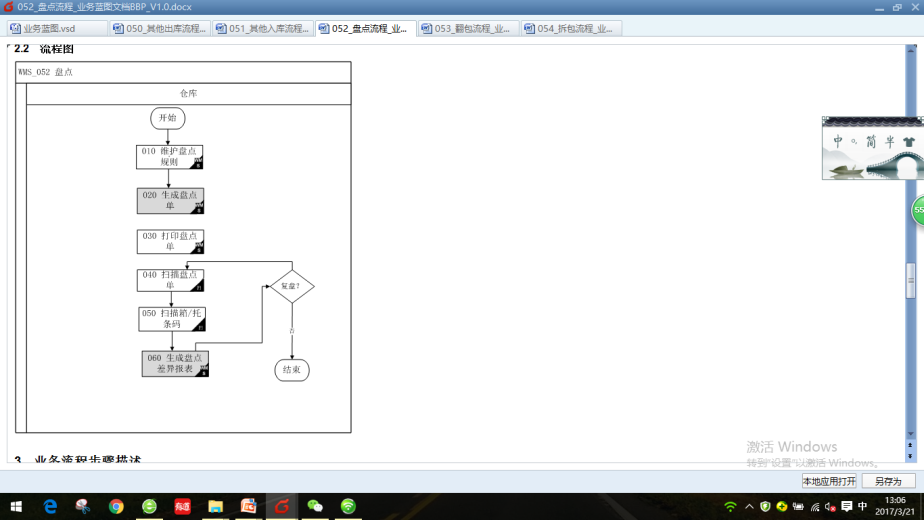 052_盘点流程_业务蓝图文档BBP_V1.0.docx
业务蓝图.vsd
050_其他出库流程...
051_其他入库流程...
052_盘点流程_业...
053_翻包流程_业...
054_拆包流程_业...
2.2 流程图
WMS_052 盘点
仓库
开始
010 维护盘点
规则
020 生成盘点
单
030 打印盘点
单
040 扫描盘点
单
复盘?
050 扫描箱/托
条码
否
060 生成盘点
差异报表
结束
中 简 半
55
3 业务流程步骤描述
激活 Windows
转到"设置"以激活 Windows。
本地应用打开
另存为
有道
中
13:06
2017/3/21